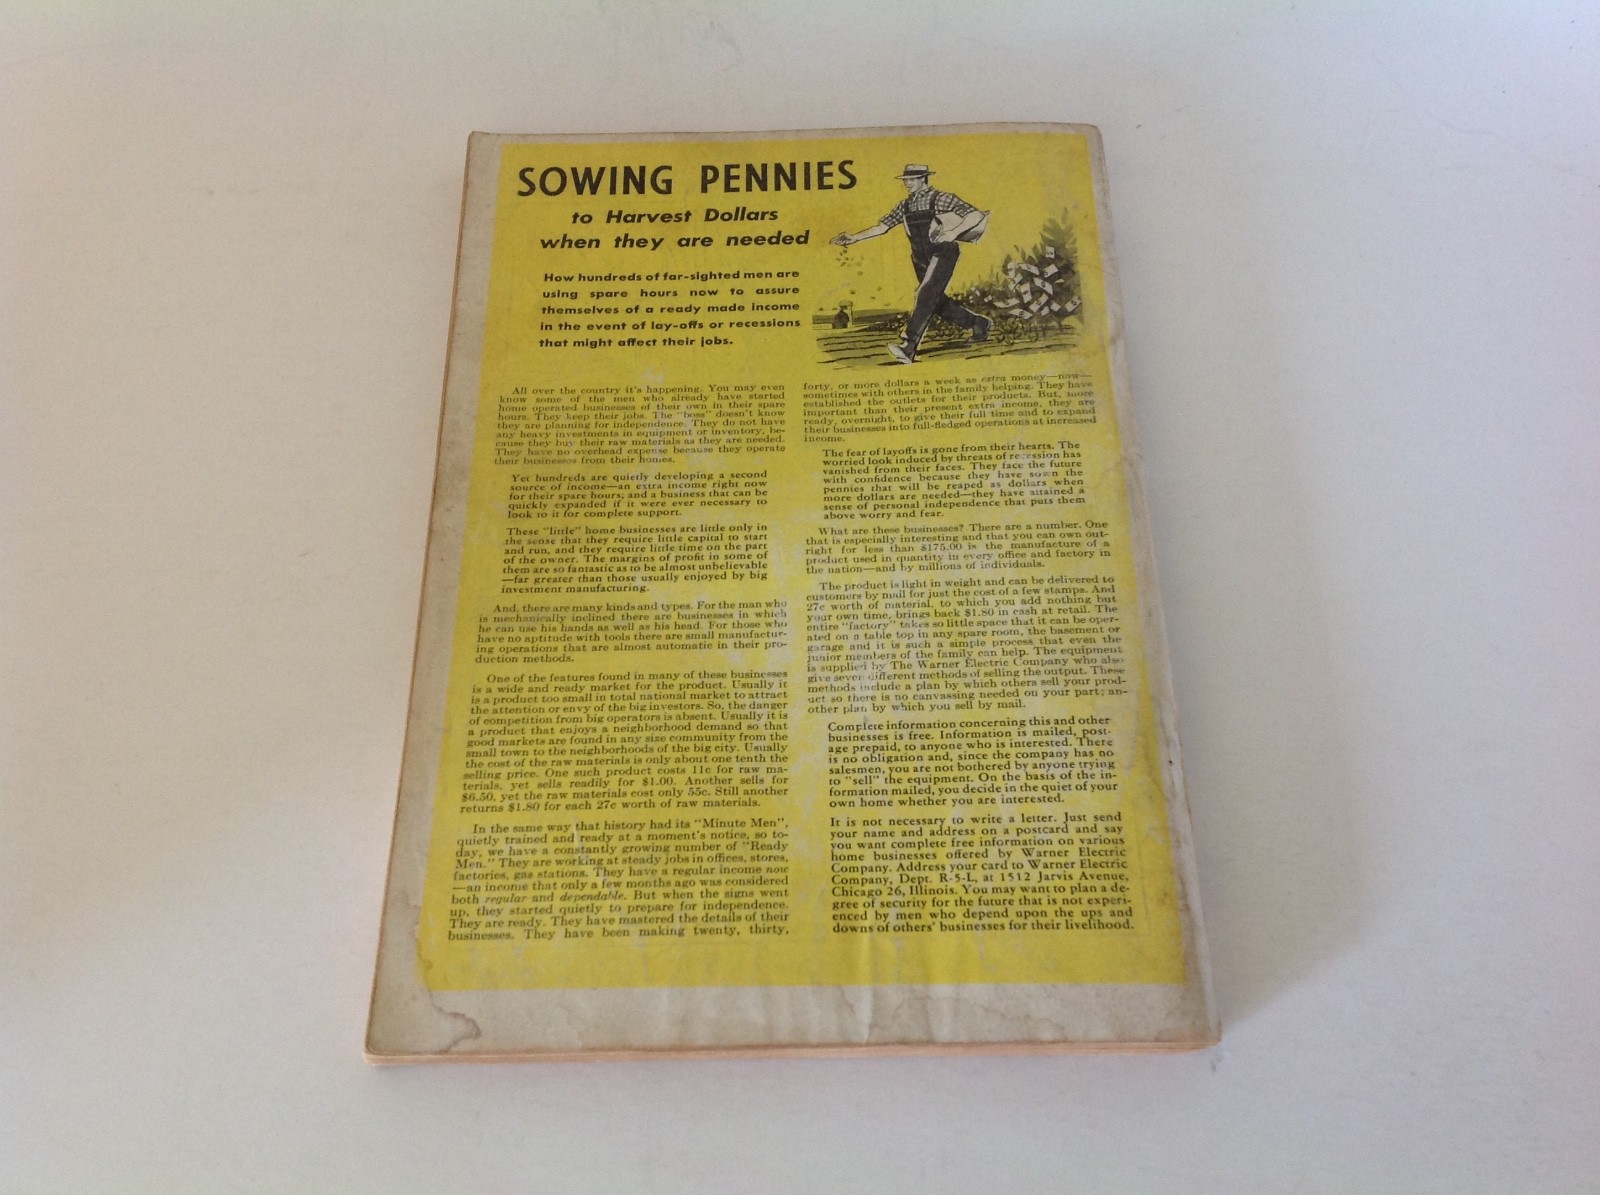 SOWING PENNIES
to Harvest Dollars
when they are needed
How hundreds of far-sighted men are
using spare hours now to assure
themselves of a ready made income
in the event of lay-offs or recessions
that might affect their jobs.
All over the country it's happening. You may even
know some of the men who already have started
home operated businesses of their own in their spare
hours. They keep their jobs. The "boss" doesn't know
they are planning for independence. They do not have
any heavy investments in equipment or inventory, be-
cause they buy their raw materials as they are needed.
They have no overhead expense because they operate
their businesses from their homes.
Yet hundreds are quietly developing a second
source of income—an extra income right now
for their spare hours; and a business that can be
quickly expanded if it were ever necessary to
look to it for complete support.
These "little" home businesses are little only in
the sense that they require little capital to start
and run, and they require little time on the part
of the owner. The margins of profit in some of
them are so fantastic as to be almost unbelievable
—far greater than those usually enjoyed by big
investment manufacturing.
And, there are many kinds and types. For the man who
is mechanically inclined there are businesses in which
he can use his hands as well as his head. For those who
have no aptitude with tools there are small manufactur-
ing operations that are almost automatic in their pro-
duction methods.
One of the features found in many of these businesses
is a wide and ready market for the product. Usually it
is a product too small in total national market to attract
the attention or envy of the big investors. So, the danger
of competition from big operators is absent. Usually it is
a product that enjoys a neighborhood demand so that
good markets are found in any size community from the
small town to the neighborhoods of the big city. Usually
the cost of the raw materials is only about one tenth the
selling price. One such product costs 11c for raw ma-
terials, yet sells readily for $1.00. Another sells for
$6.50, yet the raw materials cost only 55c. Still another
returns $1.80 for each 27c worth of raw materials.
In the same way that history had its "Minute Men",
quietly trained and ready at a moment's notice, so to-
day, we have a constantly growing number of "Ready
Men." They are working at steady jobs in offices, stores,
factories, gas stations. They have a regular income now
—an income that only a few months ago was considered
both regular and dependable. But when the signs went
up, they started quietly to prepare for independence.
They are ready. They have mastered the details of their
businesses. They have been making twenty, thirty,
forty, or more dollars a week as extra money—now—
sometimes with others in the family helping. They have
established the outlets for their products. But, more
important than their present extra income, they are
ready, overnight, to give their full time and to expand
their businesses into full-fledged operations at increased
income.
The fear of layoffs is gone from their hearts. The
worried look induced by threats of recession has
vanished from their faces. They face the future
with confidence because they have sown the
pennies that will be reaped as dollars when
more dollars are needed—they have attained a
sense of personal independence that puts them
above worry and fear.
What are these businesses? There are a number. One
that is especially interesting and that you can own out-
right for less than $175.00 is the manufacture of a
product used in quantity in every office and factory in
the nation—and by millions of individuals.
The product is light in weight and can be delivered to
customers by mail for just the cost of a few stamps. And
27c worth of material, to which you add nothing but
your own time, brings back $1.80 in cash at retail. The
entire "factory" takes so little space that it can be oper-
ated on a table top in any spare room, the basement or
garage and it is such a simple process that even the
junior members of the family can help. The equipment
is supplied by The Warner Electric Company who also
give seven different methods of selling the output. These
methods include a plan by which others sell your prod-
uct so there is no canvassing needed on your part; an-
other plan by which you sell by mail.
Complete information concerning this and other
businesses is free. Information is mailed, post-
age prepaid, to anyone who is interested. There
is no obligation and, since the company has no
salesmen, you are not bothered by anyone trying
to "sell" the equipment. On the basis of the in-
formation mailed, you decide in the quiet of your
own home whether you are interested.
It is not necessary to write a letter. Just send
your name and address on a postcard and say
you want complete free information on various
home businesses offered by Warner Electric
Company. Address your card to Warner Electric
Company, Dept. R-5-L, at 1512 Jarvis Avenue,
Chicago 26, Illinois. You may want to plan a de-
gree of security for the future that is not experi-
enced by men who depend upon the ups and
downs of others' businesses for their livelihood.